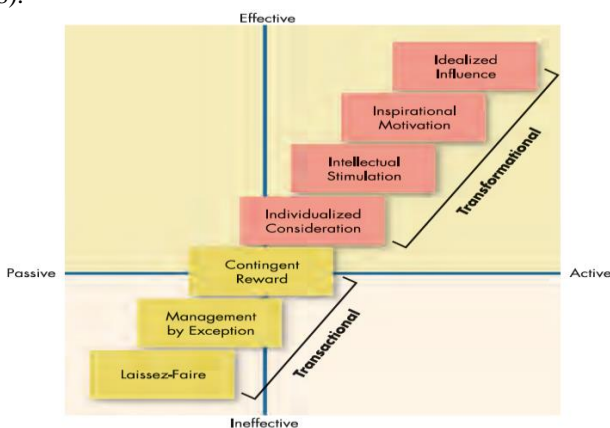 3).
Effective
Idealized
Influence
Inspirational
Motivation
Intellectual
Stimulation
Individualized
Consideration
Transformational
Contingent
Reward
Passive
Active
Management
by Exception
Laissez-Faire
Transactional
Ineffective